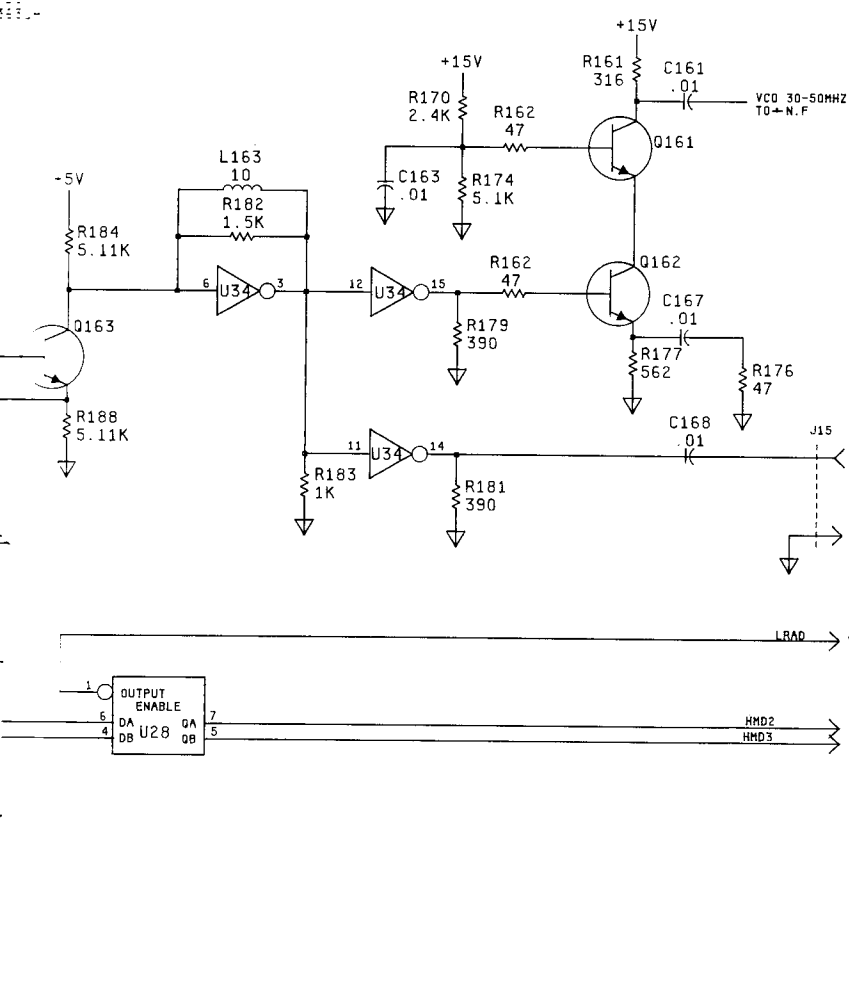 +15V
R161
316
C161
.01
VCO 30-50MHZ
TO÷N.F
+15V
R170
2.4K
R162
47
Q161
C163
.01
R174
5.1K
L163
10
+5V
R182
1.5K
R184
5.11K
6
U34
3
12
U34
15
R162
47
Q162
C167
.01
Q163
R179
390
R177
562
R176
47
R188
5.11K
C168
.01
J15
11
U34
14
R183
1K
R181
390
LRAD
1
OUTPUT
ENABLE
6
DA
QA
7
HMD2
4
DB
U28
QB
5
HMD3